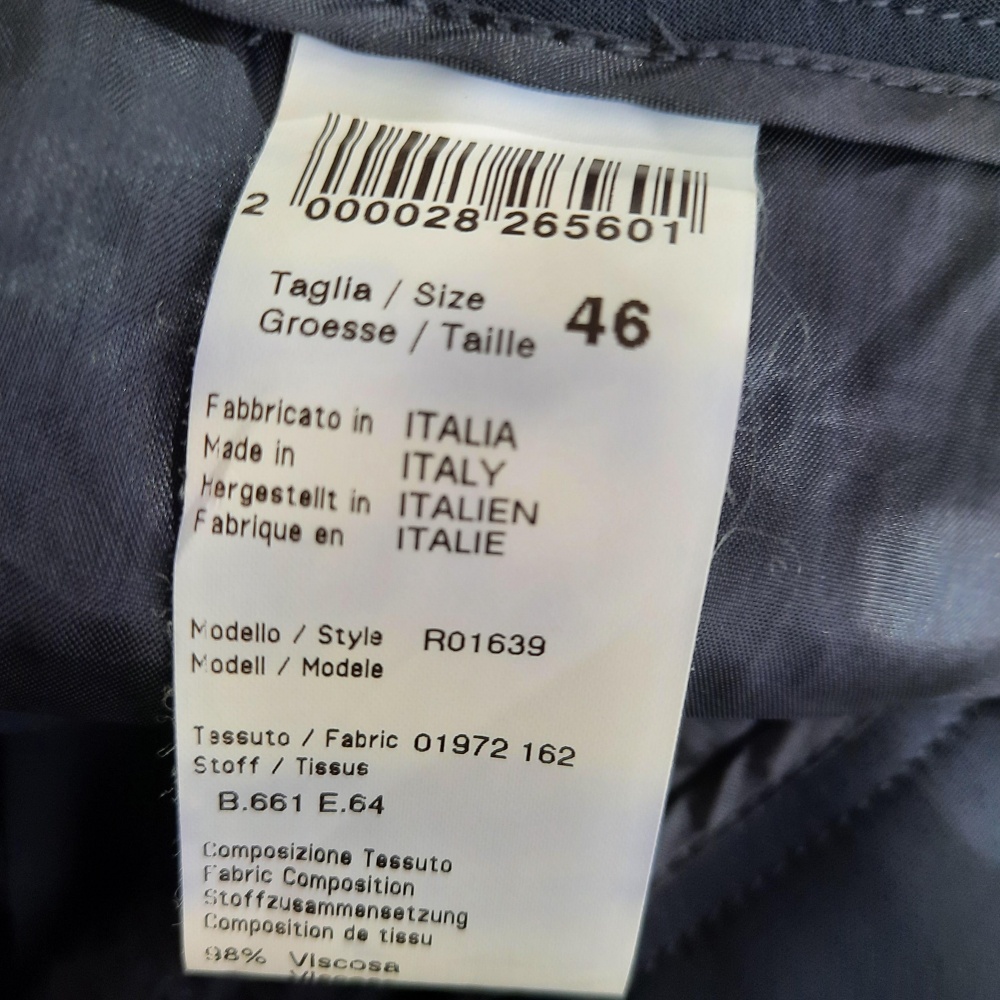 2 000028 265601
Taglia / Size 46
Groesse / Taille
Fabbricato in ITALIA
Made in ITALY
Hergestellt in ITALIEN
Fabrique en ITALIE
Modello / Style R01639
Modell / Modele
Tessuto / Fabric 01972 162
Stoff / Tissus
B.661 E.64
Composizione Tessuto
Fabric Composition
Stoffzusammensetzung
Composition de tissu
98% Viscosa